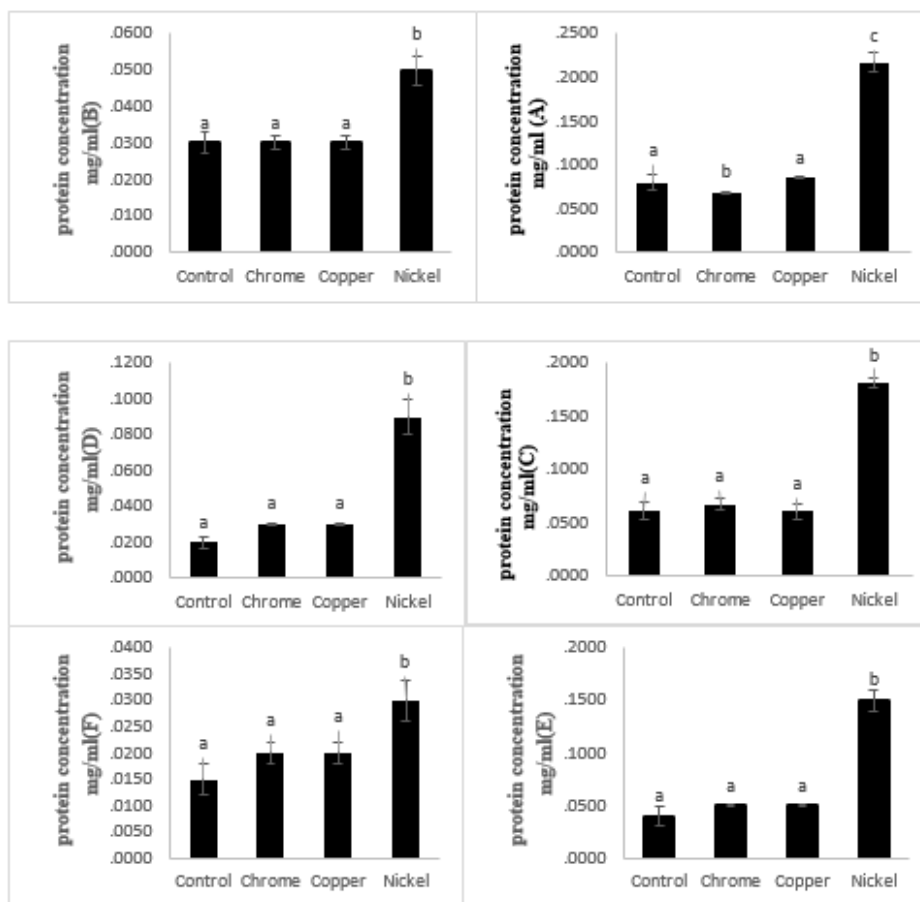 protein concentration
mg/ml(B)
.0600
.0500
.0400
.0300
.0200
.0100
.0000
a
a
a
b
Control Chrome Copper Nickel
protein concentration
mg/ml (A)
.2500
.2000
.1500
.1000
.0500
.0000
a
b
a
c
Control Chrome Copper Nickel
protein concentration
mg/ml(D)
.1200
.1000
.0800
.0600
.0400
.0200
.0000
a
a
a
b
Control Chrome Copper Nickel
protein concentration
mg/ml(C)
.2000
.1500
.1000
.0500
.0000
a
a
a
b
Control Chrome Copper Nickel
protein concentration
mg/ml(F)
.0400
.0350
.0300
.0250
.0200
.0150
.0100
.0050
.0000
a
a
a
b
Control Chrome Copper Nickel
protein concentration
mg/ml(E)
.2000
.1500
.1000
.0500
.0000
a
a
a
b
Control Chrome Copper Nickel